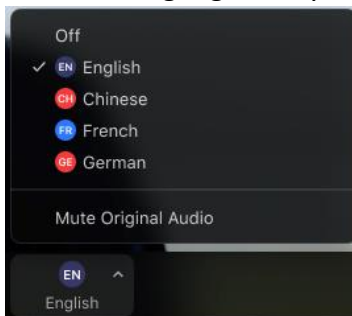 Off
EN English
CH Chinese
FR French
GE German
Mute Original Audio
EN
English